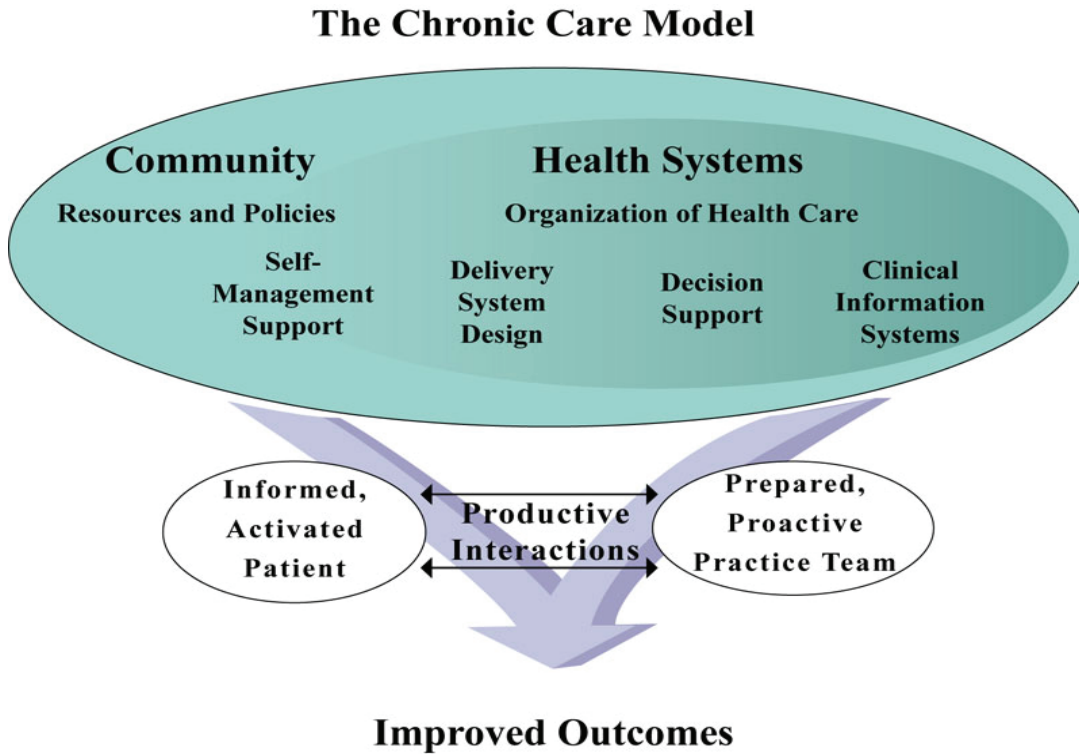 The Chronic Care Model
Community
Resources and Policies
Health Systems
Organization of Health Care
Self-
Management
Support
Delivery
System
Design
Decision
Support
Clinical
Information
Systems
Informed,
Activated
Patient
Productive
Interactions
Prepared,
Proactive
Practice Team
Improved Outcomes